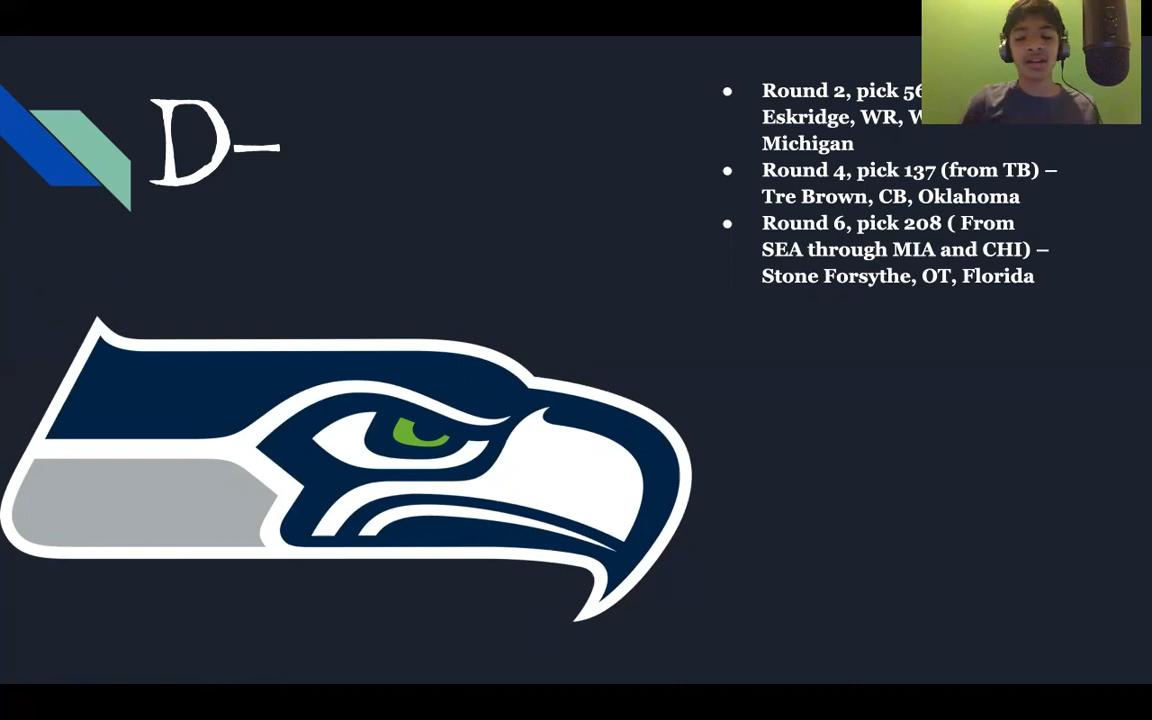 D-
● Round 2, pick 56
Eskridge, WR, W
Michigan
● Round 4, pick 137 (from TB) –
Tre Brown, CB, Oklahoma
● Round 6, pick 208 ( From
SEA through MIA and CHI) –
Stone Forsythe, OT, Florida